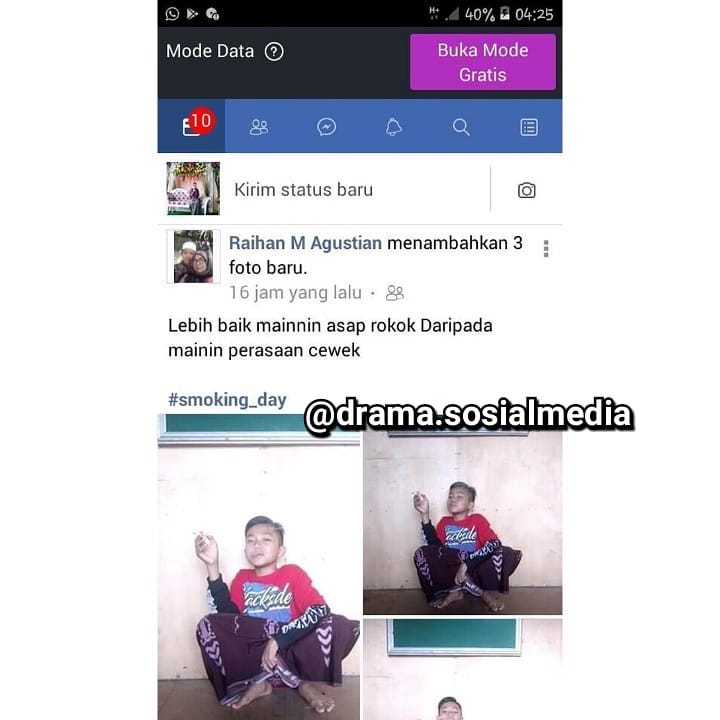 H+ 40% 04:25
Mode Data ?
Buka Mode
Gratis
10
Kirim status baru
Raihan M Agustian menambahkan 3
foto baru.
16 jam yang lalu ·
Lebih baik mainnin asap rokok Daripada
mainin perasaan cewek
#smoking_day
@drama.sosialmedia